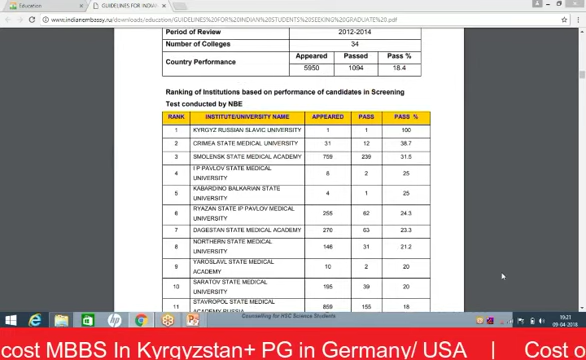 Education
GUIDELINES FOR INDIAN
www.indianembassy.ru/downloads/education/GUIDELINES%20FOR%20INDIAN%20STUDENTS%20SEEKING%20GRADUATE%20.pdf
Period of Review 2012-2014
Number of Colleges 34
Country Performance Appeared Passed Pass %
5950 1094 18.4
Ranking of Institutions based on performance of candidates in Screening
Test conducted by NBE
RANK INSTITUTE/UNIVERSITY NAME APPEARED PASS PASS %
1 KYRGYZ RUSSIAN SLAVIC UNIVERSITY 1 1 100
2 CRIMEA STATE MEDICAL UNIVERSITY 31 12 38.7
3 SMOLENSK STATE MEDICAL ACADEMY 759 239 31.5
4 I P PAVLOV STATE MEDICAL UNIVERSITY 8 2 25
5 KABARDINO BALKARIAN STATE UNIVERSITY 4 1 25
6 RYAZAN STATE IP PAVLOV MEDICAL UNIVERSITY 255 62 24.3
7 DAGESTAN STATE MEDICAL ACADEMY 270 63 23.3
8 NORTHERN STATE MEDICAL UNIVERSITY 146 31 21.2
9 YAROSLAVL STATE MEDICAL ACADEMY 10 2 20
10 SARATOV STATE MEDICAL UNIVERSITY 195 39 20
11 STAVROPOL STATE MEDICAL ACADEMY RUSSIA 859 155 18
Counselling for HSC Science Students
19:21
09-04-2018
cost MBBS In Kyrgyzstan+ PG in Germany/ USA | Cost